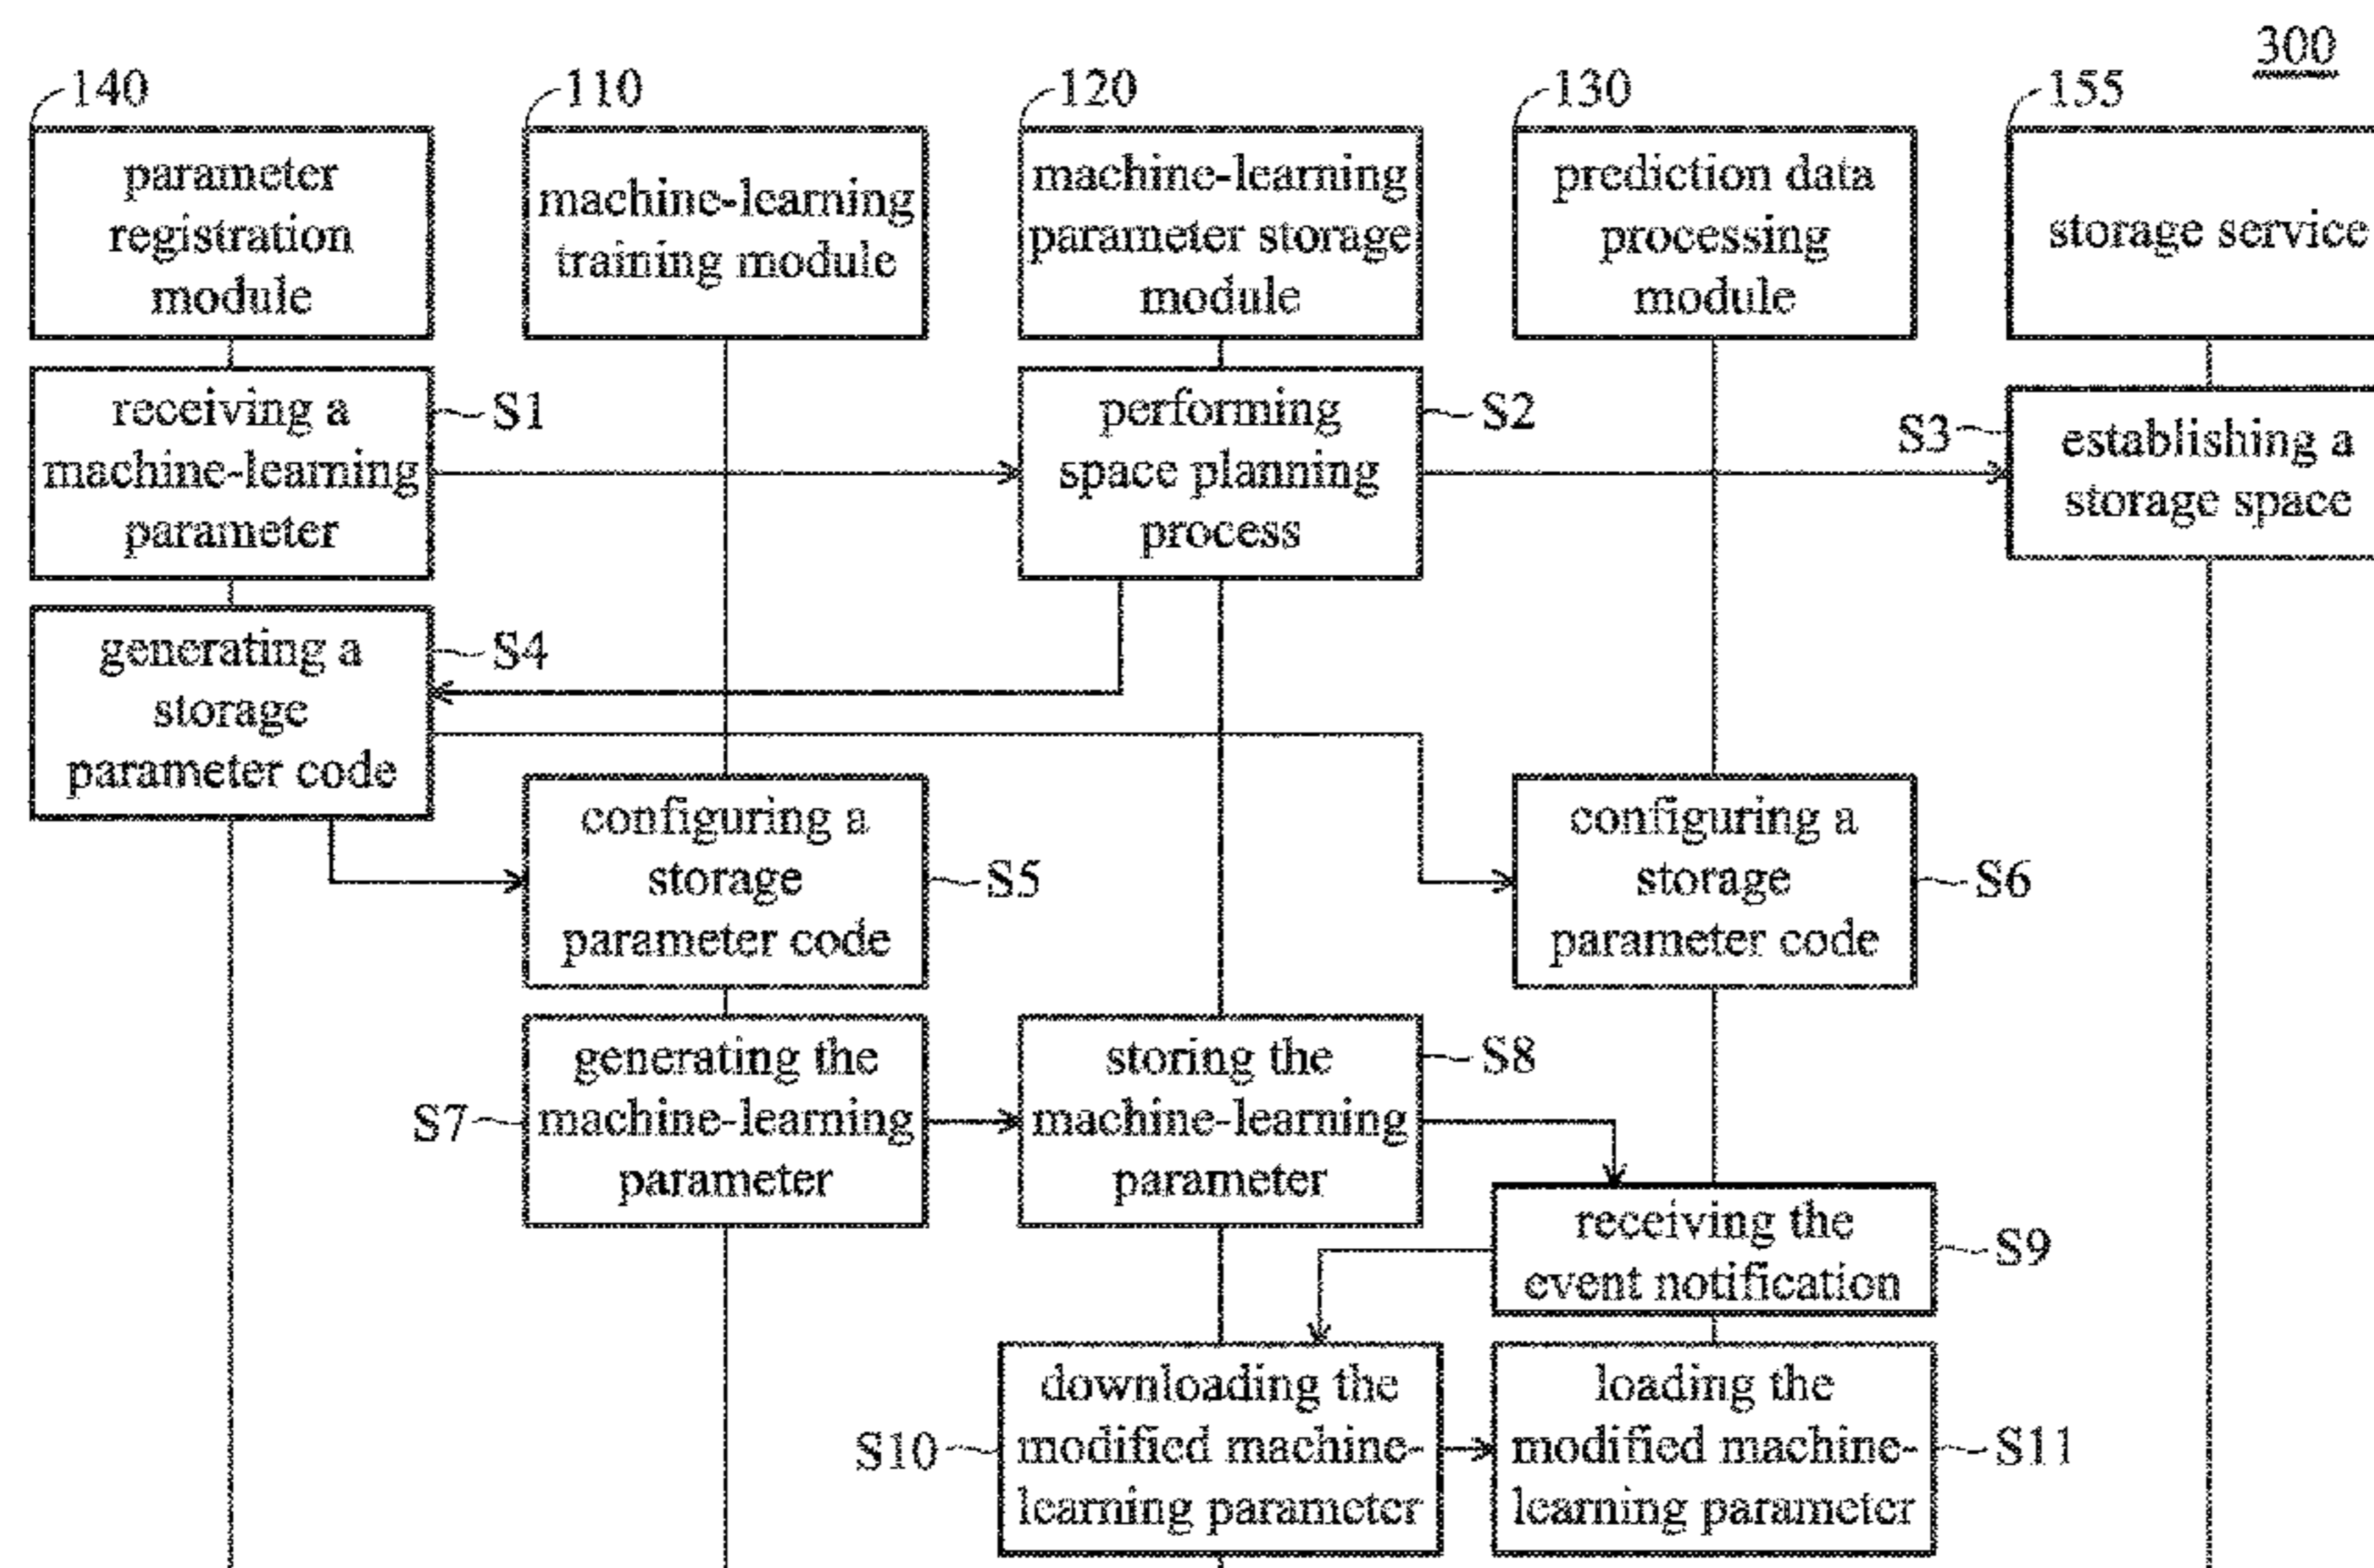 300
140
110
120
130
155
parameter
registration
module
machine-learning
training module
machine-learning
parameter storage
module
prediction data
processing
module
storage service
receiving a
machine-learning
parameter
S1
performing
space planning
process
S2
S3
establishing a
storage space
generating a
storage
parameter code
S4
configuring a
storage
parameter code
S5
configuring a
storage
parameter code
S6
S7
generating the
machine-learning
parameter
storing the
machine-learning
parameter
S8
receiving the
event notification
S9
S10
downloading the
modified machine-
learning parameter
loading the
modified machine-
learning parameter
S11